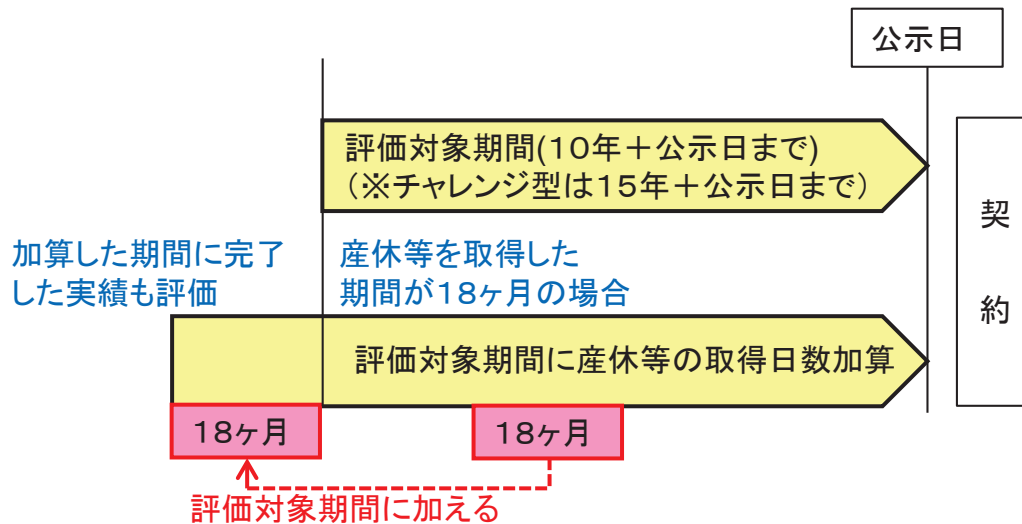 公示日
評価対象期間(10年＋公示日まで)
（※チャレンジ型は15年＋公示日まで）
契
約
加算した期間に完了
した実績も評価
産休等を取得した
期間が18ヶ月の場合
評価対象期間に産休等の取得日数加算
18ヶ月
18ヶ月
評価対象期間に加える